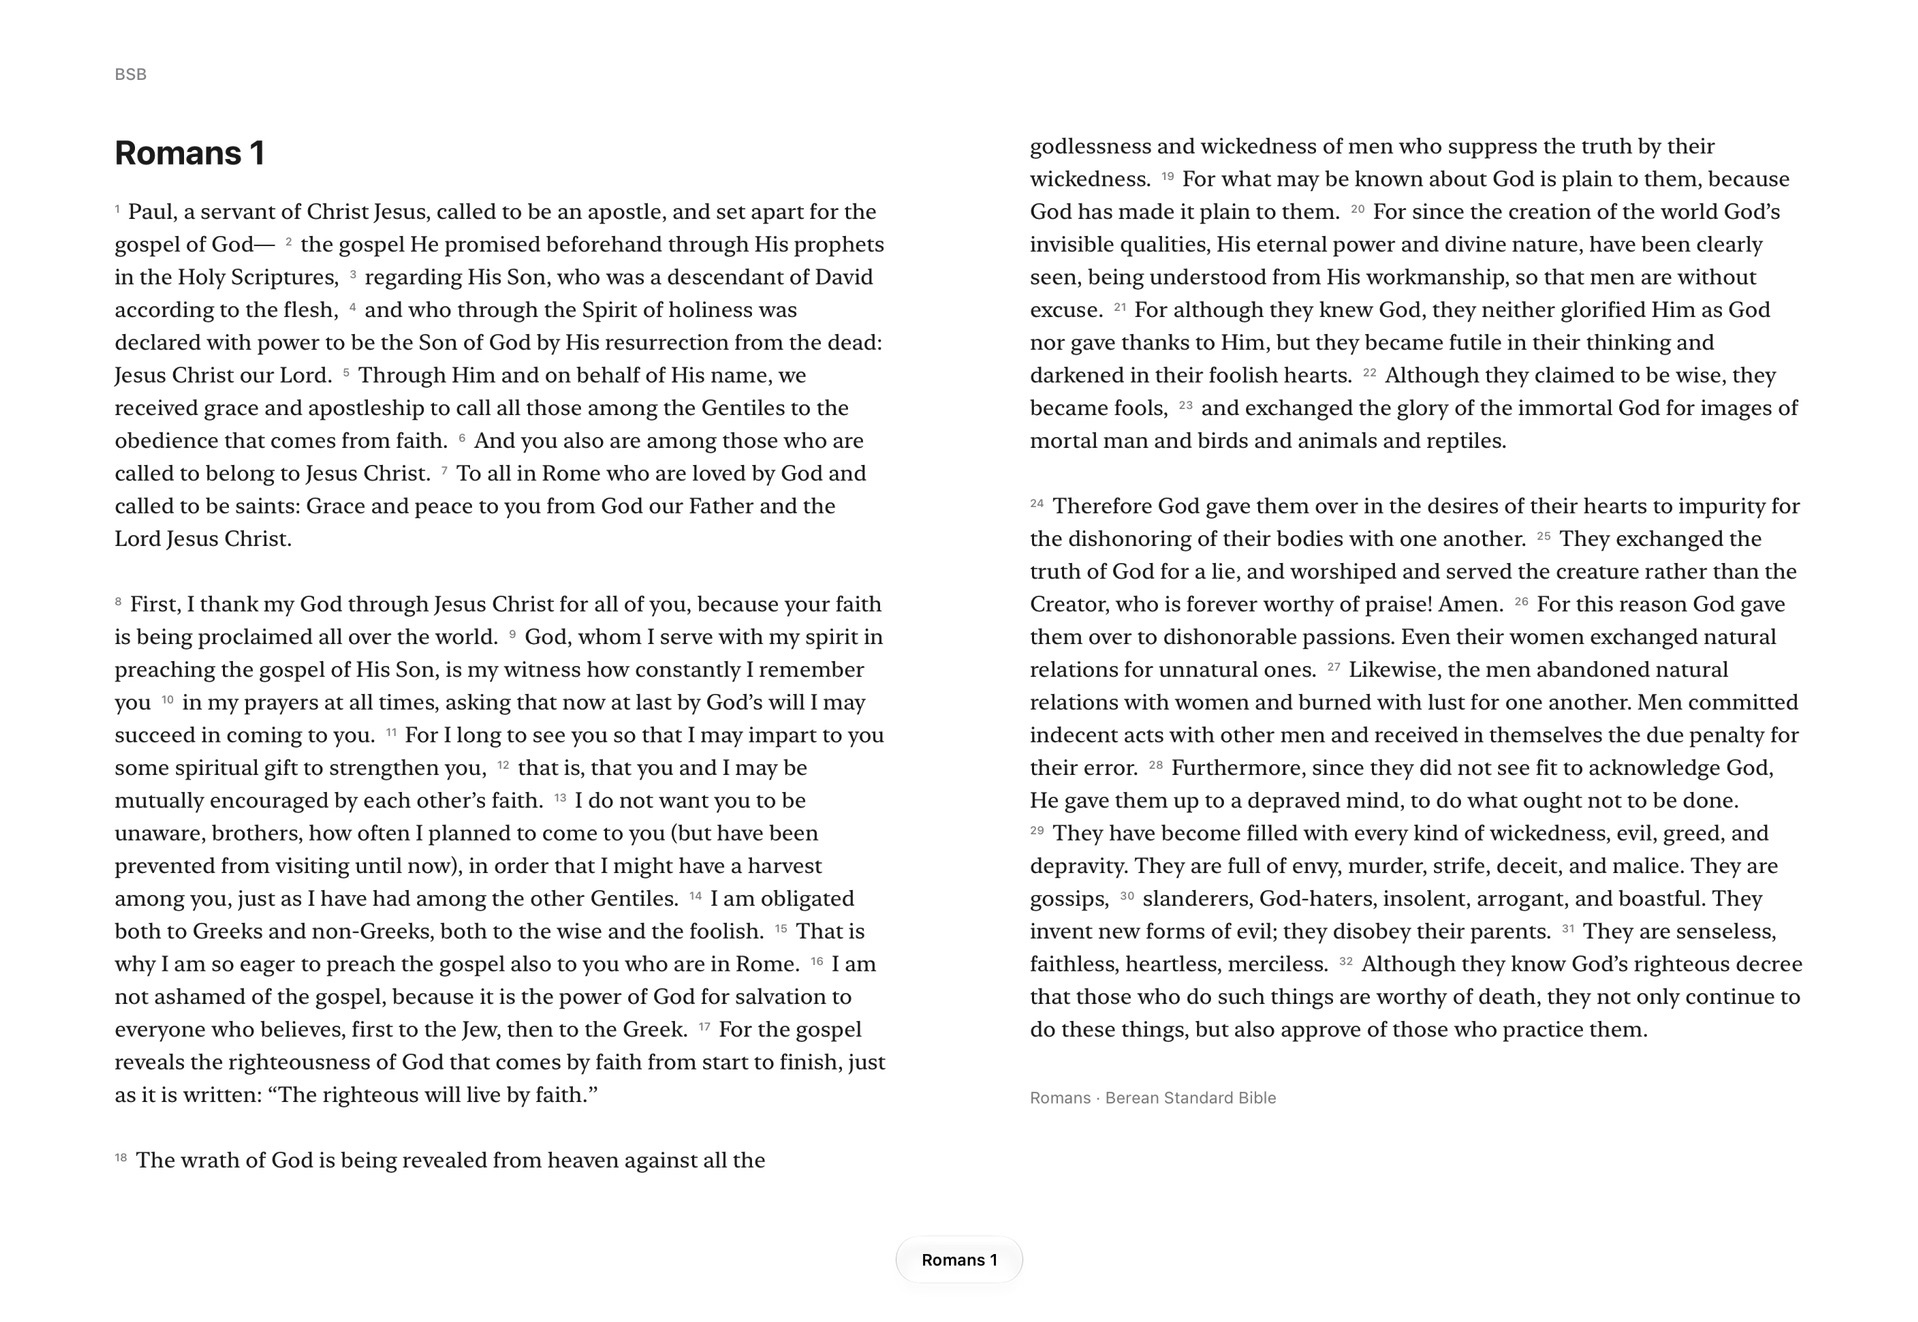 BSB
Romans 1
1 Paul, a servant of Christ Jesus, called to be an apostle, and set apart for the
gospel of God— 2 the gospel He promised beforehand through His prophets
in the Holy Scriptures, 3 regarding His Son, who was a descendant of David
according to the flesh, 4 and who through the Spirit of holiness was
declared with power to be the Son of God by His resurrection from the dead:
Jesus Christ our Lord. 5 Through Him and on behalf of His name, we
received grace and apostleship to call all those among the Gentiles to the
obedience that comes from faith. 6 And you also are among those who are
called to belong to Jesus Christ. 7 To all in Rome who are loved by God and
called to be saints: Grace and peace to you from God our Father and the
Lord Jesus Christ.
8 First, I thank my God through Jesus Christ for all of you, because your faith
is being proclaimed all over the world. 9 God, whom I serve with my spirit in
preaching the gospel of His Son, is my witness how constantly I remember
you 10 in my prayers at all times, asking that now at last by God’s will I may
succeed in coming to you. 11 For I long to see you so that I may impart to you
some spiritual gift to strengthen you, 12 that is, that you and I may be
mutually encouraged by each other’s faith. 13 I do not want you to be
unaware, brothers, how often I planned to come to you (but have been
prevented from visiting until now), in order that I might have a harvest
among you, just as I have had among the other Gentiles. 14 I am obligated
both to Greeks and non-Greeks, both to the wise and the foolish. 15 That is
why I am so eager to preach the gospel also to you who are in Rome. 16 I am
not ashamed of the gospel, because it is the power of God for salvation to
everyone who believes, first to the Jew, then to the Greek. 17 For the gospel
reveals the righteousness of God that comes by faith from start to finish, just
as it is written: “The righteous will live by faith.”
18 The wrath of God is being revealed from heaven against all the
godlessness and wickedness of men who suppress the truth by their
wickedness. 19 For what may be known about God is plain to them, because
God has made it plain to them. 20 For since the creation of the world God’s
invisible qualities, His eternal power and divine nature, have been clearly
seen, being understood from His workmanship, so that men are without
excuse. 21 For although they knew God, they neither glorified Him as God
nor gave thanks to Him, but they became futile in their thinking and
darkened in their foolish hearts. 22 Although they claimed to be wise, they
became fools, 23 and exchanged the glory of the immortal God for images of
mortal man and birds and animals and reptiles.
24 Therefore God gave them over in the desires of their hearts to impurity for
the dishonoring of their bodies with one another. 25 They exchanged the
truth of God for a lie, and worshiped and served the creature rather than the
Creator, who is forever worthy of praise! Amen. 26 For this reason God gave
them over to dishonorable passions. Even their women exchanged natural
relations for unnatural ones. 27 Likewise, the men abandoned natural
relations with women and burned with lust for one another. Men committed
indecent acts with other men and received in themselves the due penalty for
their error. 28 Furthermore, since they did not see fit to acknowledge God,
He gave them up to a depraved mind, to do what ought not to be done.
29 They have become filled with every kind of wickedness, evil, greed, and
depravity. They are full of envy, murder, strife, deceit, and malice. They are
gossips, 30 slanderers, God-haters, insolent, arrogant, and boastful. They
invent new forms of evil; they disobey their parents. 31 They are senseless,
faithless, heartless, merciless. 32 Although they know God’s righteous decree
that those who do such things are worthy of death, they not only continue to
do these things, but also approve of those who practice them.
Romans · Berean Standard Bible
Romans 1